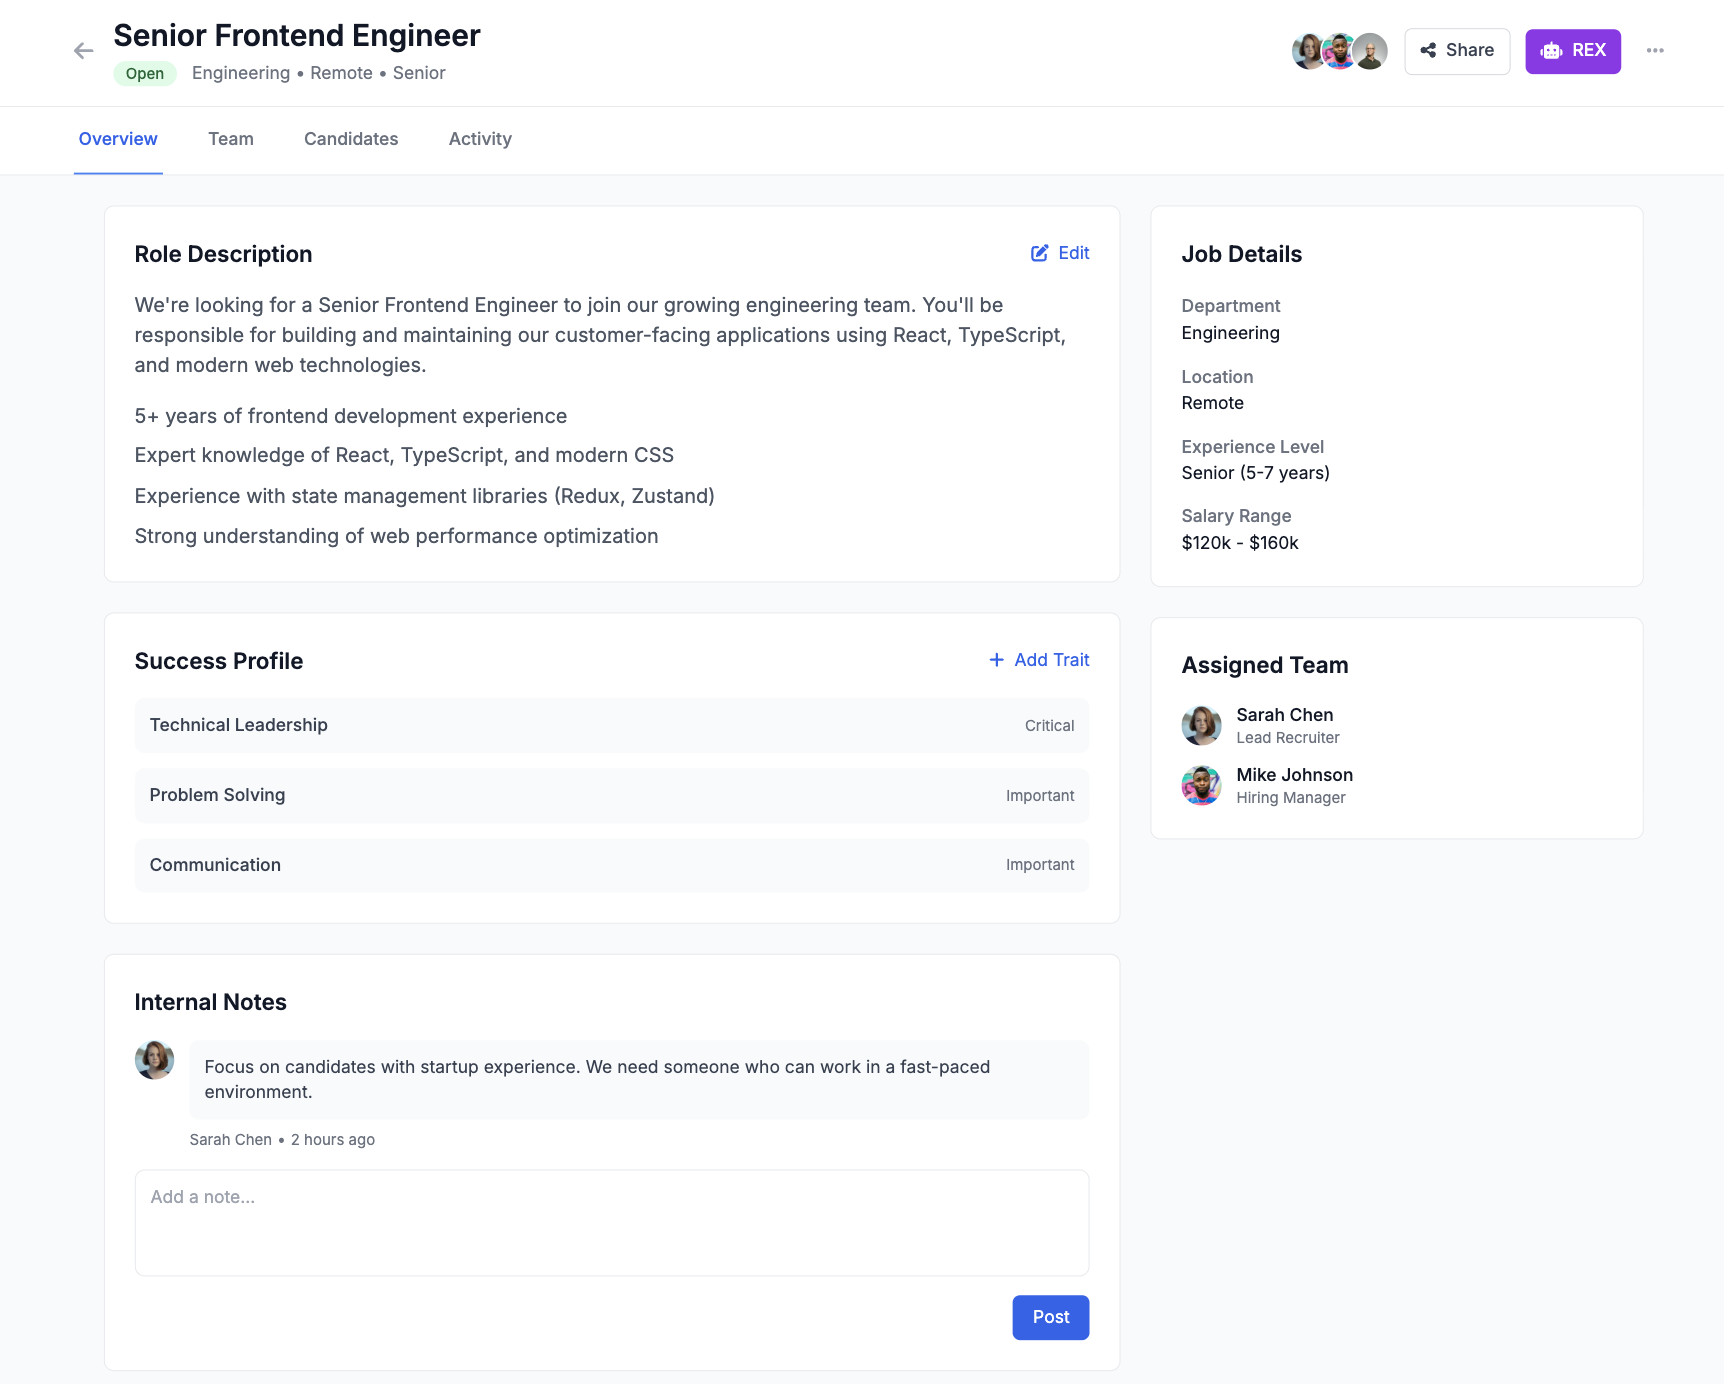 Senior Frontend Engineer
Open Engineering • Remote • Senior
Share
REX
Overview Team Candidates Activity
Role Description
Edit
We're looking for a Senior Frontend Engineer to join our growing engineering team. You'll be
responsible for building and maintaining our customer-facing applications using React, TypeScript,
and modern web technologies.
5+ years of frontend development experience
Expert knowledge of React, TypeScript, and modern CSS
Experience with state management libraries (Redux, Zustand)
Strong understanding of web performance optimization
Success Profile
+ Add Trait
Technical Leadership Critical
Problem Solving Important
Communication Important
Internal Notes
Focus on candidates with startup experience. We need someone who can work in a fast-paced
environment.
Sarah Chen • 2 hours ago
Add a note...
Post
Job Details
Department
Engineering
Location
Remote
Experience Level
Senior (5-7 years)
Salary Range
$120k - $160k
Assigned Team
Sarah Chen
Lead Recruiter
Mike Johnson
Hiring Manager